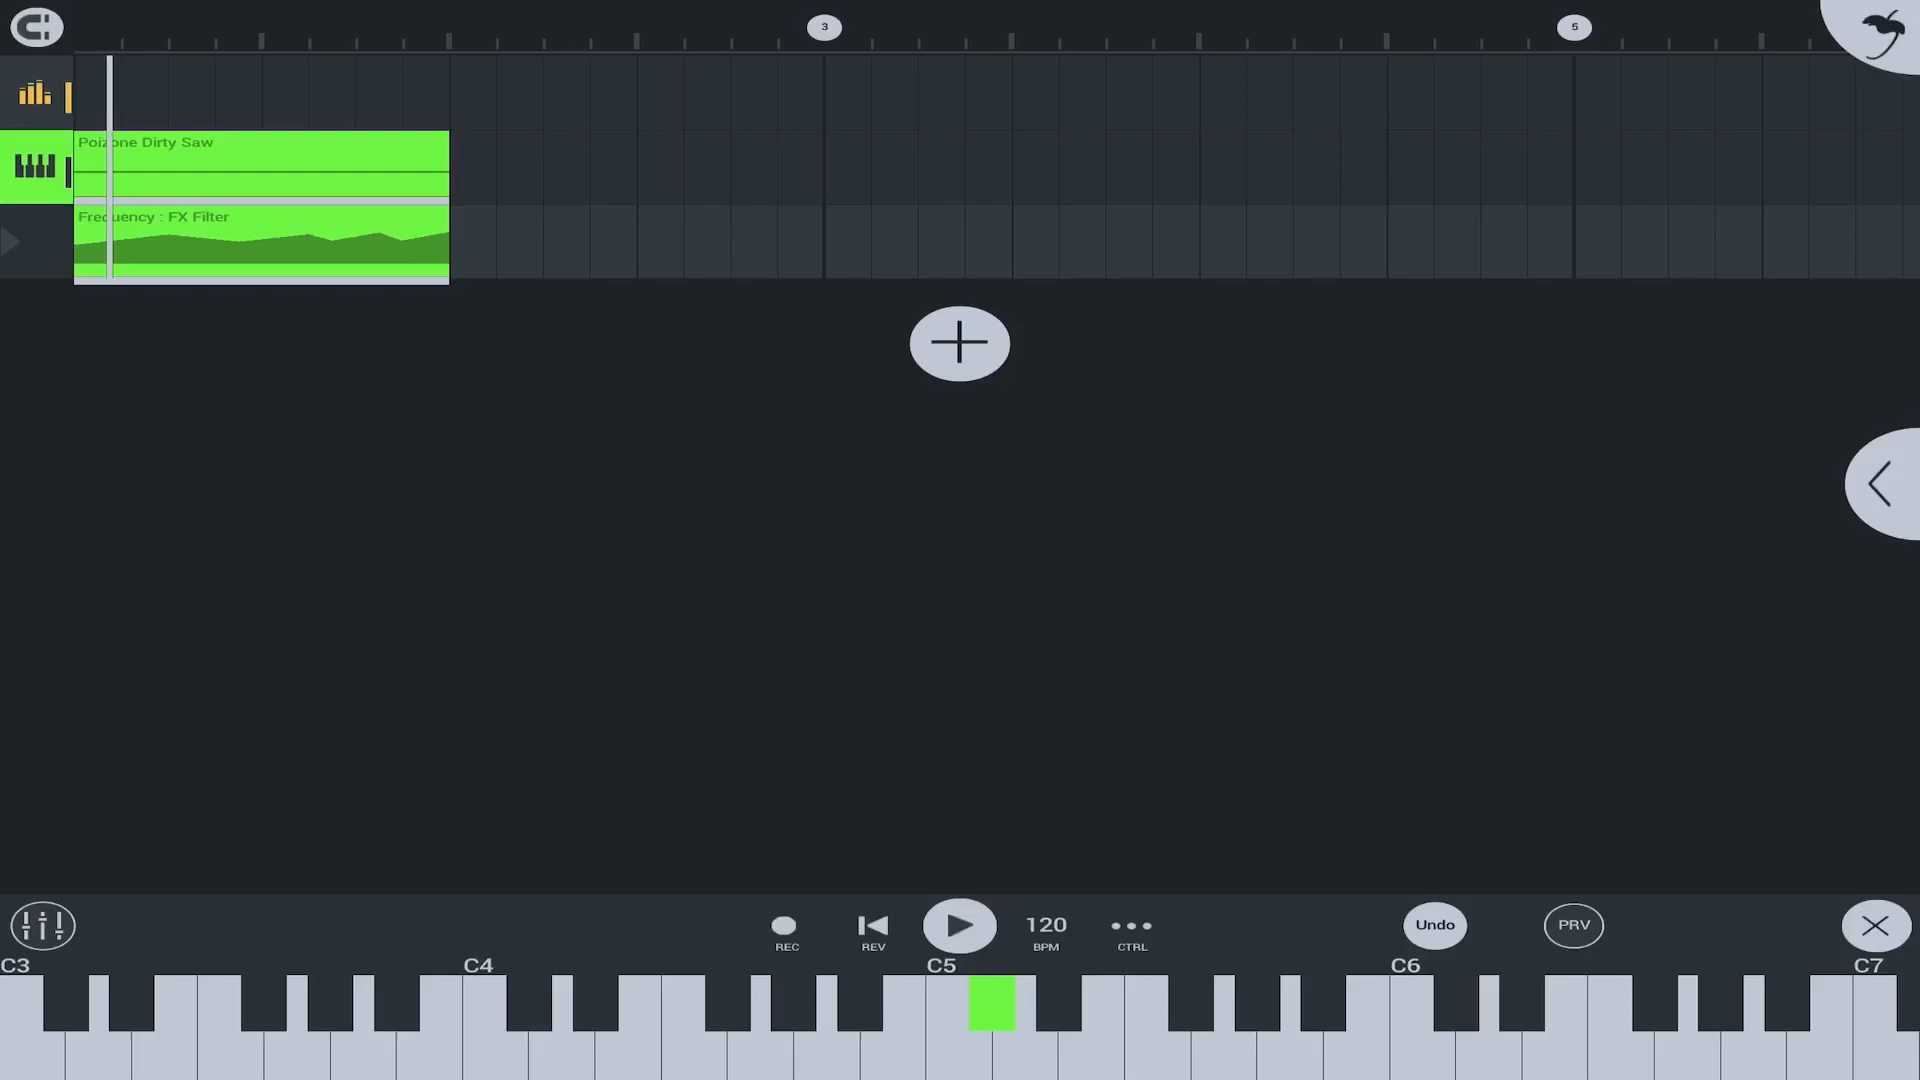 3
5
Poizone Dirty Saw
Frequency : FX Filter
120
Undo
PRV
REC
REV
BPM
CTRL
C3
C4
C5
C6
C7